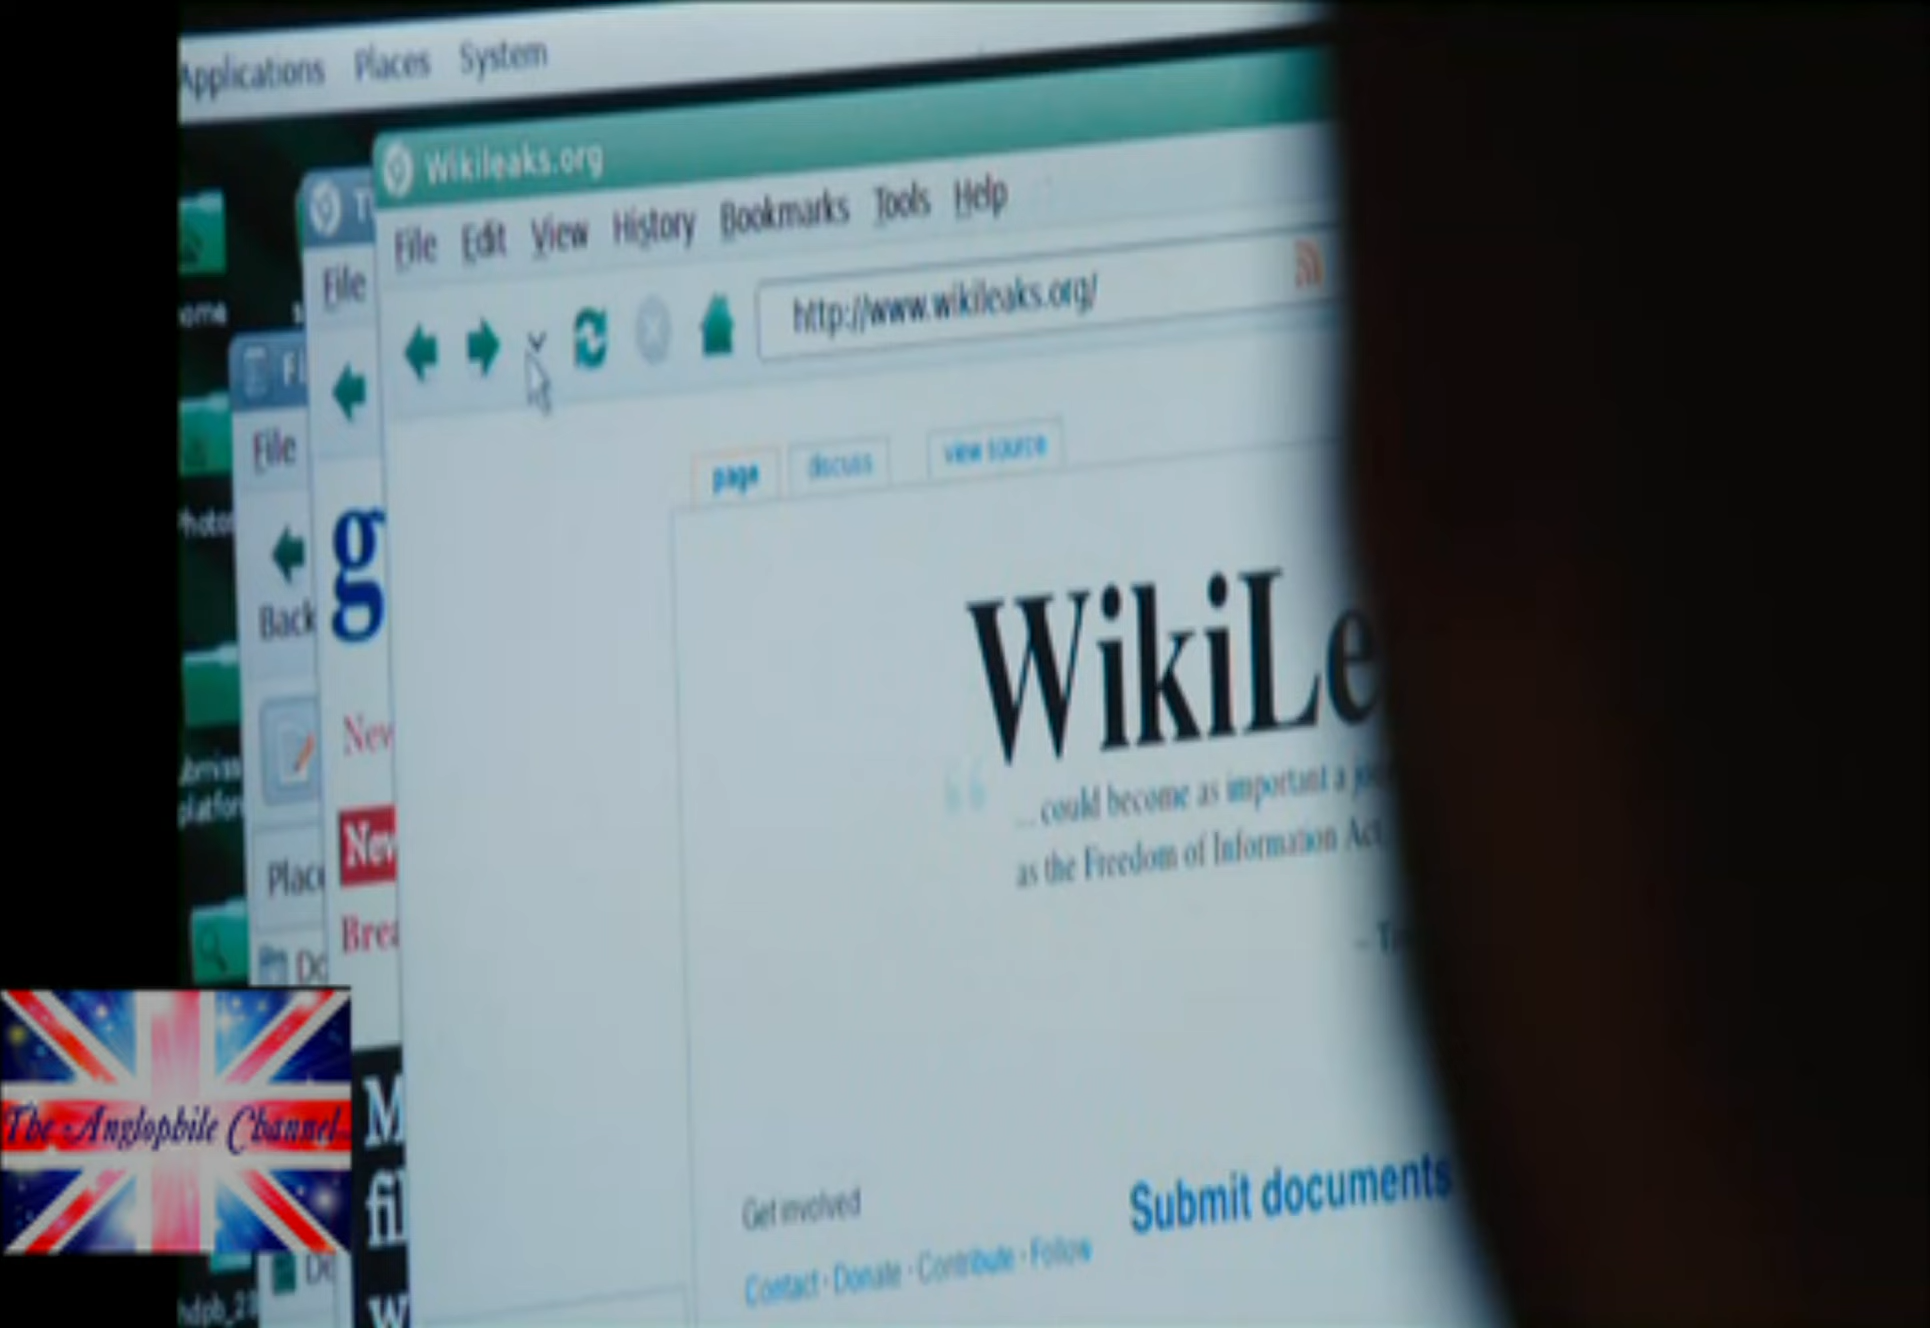 Applications Places System
Wikileaks.org
File Edit View History Bookmarks Tools Help
File
http://www.wikileaks.org/
File
page discuss view source
g
Back
WikiLe
...could become as important a
as the Freedom of Information Act
The Anglophile Channel
Get involved
Submit documents
Contact · Donate · Contribute · Follow